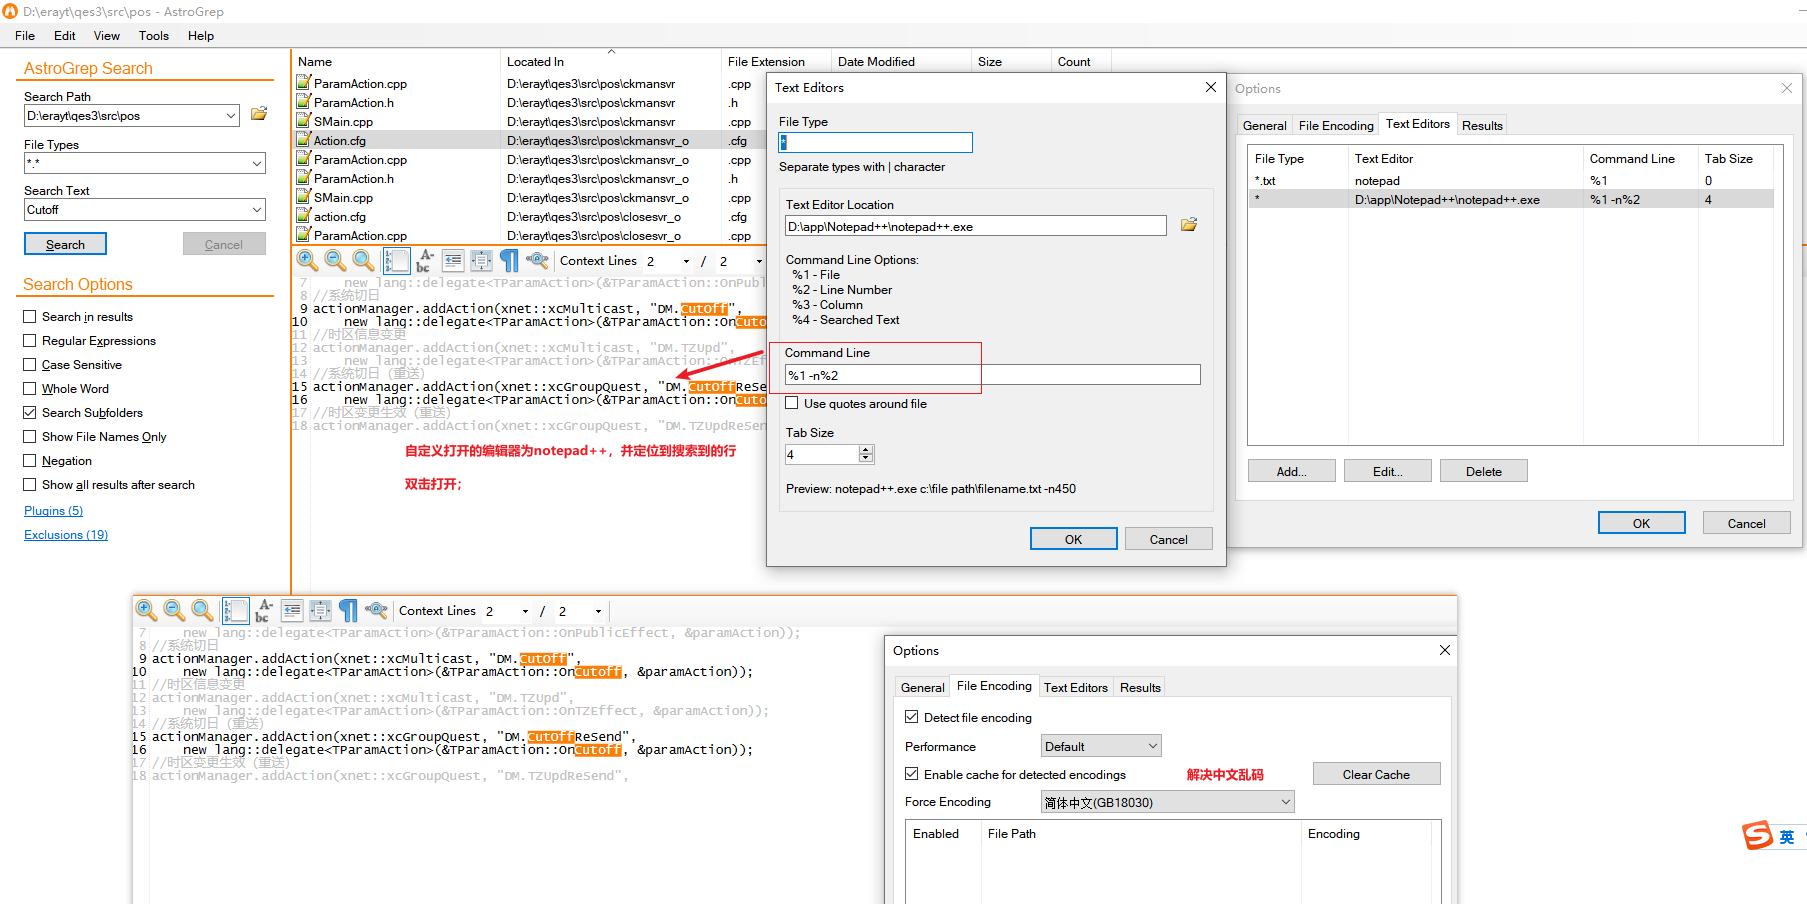 D:\erayt\qes3\src\pos - AstroGrep
File Edit View Tools Help
AstroGrep Search
Search Path
D:\erayt\qes3\src\pos
File Types
*.*
Search Text
Cutoff
Search Cancel
Search Options
Search in results
Regular Expressions
Case Sensitive
Whole Word
Search Subfolders
Show File Names Only
Negation
Show all results after search
Plugins (5)
Exclusions (19)
Name Located In File Extension Date Modified Size Count
ParamAction.cpp D:\erayt\qes3\src\pos\ckmansvr .cpp
ParamAction.h D:\erayt\qes3\src\pos\ckmansvr .h
SMain.cpp D:\erayt\qes3\src\pos\ckmansvr .cpp
Action.cfg D:\erayt\qes3\src\pos\ckmansvr_o .cfg
ParamAction.cpp D:\erayt\qes3\src\pos\ckmansvr_o .cpp
ParamAction.h D:\erayt\qes3\src\pos\ckmansvr_o .h
SMain.cpp D:\erayt\qes3\src\pos\ckmansvr_o .cpp
action.cfg D:\erayt\qes3\src\pos\closesvr_o .cfg
ParamAction.cpp D:\erayt\qes3\src\pos\closesvr_o .cpp
Context Lines 2 / 2
7 new lang::delegate<TParamAction>(&TParamAction::OnPubl
8 //系统切日
9 actionManager.addAction(xnet::xcMulticast, "DM.CutOff",
10 new lang::delegate<TParamAction>(&TParamAction::OnCuto
11 //时区信息变更
12 actionManager.addAction(xnet::xcMulticast, "DM.TZUpd",
13 new lang::delegate<TParamAction>(&TParamAction::OnTZEf
14 //系统切日（重送）
15 actionManager.addAction(xnet::xcGroupQuest, "DM.CutOffReSe
16 new lang::delegate<TParamAction>(&TParamAction::OnCuto
17 //时区变更生效（重送）
18 actionManager.addAction(xnet::xcGroupQuest, "DM.TZUpdReSen
自定义打开的编辑器为notepad++，并定位到搜索到的行
双击打开；
Text Editors
File Type
*
Separate types with | character
Text Editor Location
D:\app\Notepad++\notepad++.exe
Command Line Options:
%1 - File
%2 - Line Number
%3 - Column
%4 - Searched Text
Command Line
%1 -n%2
Use quotes around file
Tab Size
4
Preview: notepad++.exe c:\file path\filename.txt -n450
OK Cancel
Options
General File Encoding Text Editors Results
File Type Text Editor Command Line Tab Size
*.txt notepad %1 0
* D:\app\Notepad++\notepad++.exe %1 -n%2 4
Add... Edit... Delete
OK Cancel
Context Lines 2 / 2
7 new lang::delegate<TParamAction>(&TParamAction::OnPublicEffect, &paramAction));
8 //系统切日
9 actionManager.addAction(xnet::xcMulticast, "DM.CutOff",
10 new lang::delegate<TParamAction>(&TParamAction::OnCutoff, &paramAction));
11 //时区信息变更
12 actionManager.addAction(xnet::xcMulticast, "DM.TZUpd",
13 new lang::delegate<TParamAction>(&TParamAction::OnTZEffect, &paramAction));
14 //系统切日（重送）
15 actionManager.addAction(xnet::xcGroupQuest, "DM.CutOffReSend",
16 new lang::delegate<TParamAction>(&TParamAction::OnCutoff, &paramAction));
17 //时区变更生效（重送）
18 actionManager.addAction(xnet::xcGroupQuest, "DM.TZUpdReSend",
Options
General File Encoding Text Editors Results
Detect file encoding
Performance Default
Enable cache for detected encodings 解决中文乱码 Clear Cache
Force Encoding 简体中文(GB18030)
Enabled File Path Encoding
英